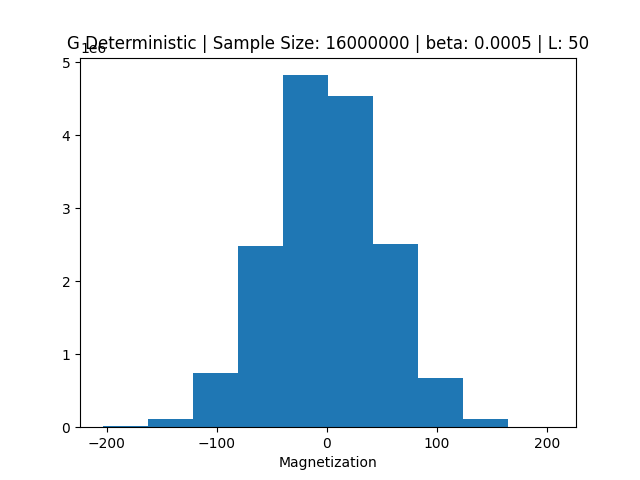 G Deterministic | Sample Size: 16000000 | beta: 0.0005 | L: 50
1e6
5
4
3
2
1
0
−200 −100 0 100 200
Magnetization